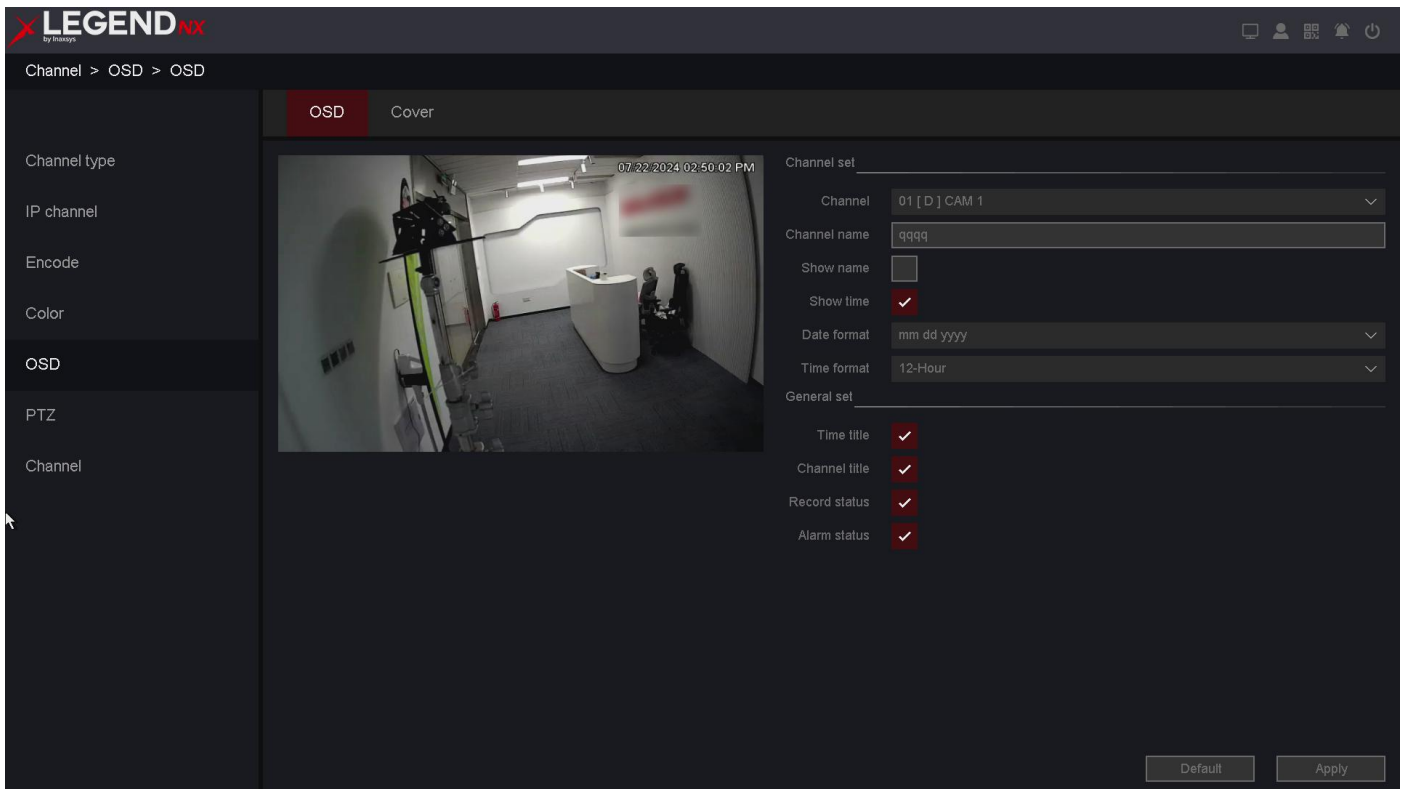 LEGEND NX
by Inaxsys
Channel > OSD > OSD
OSD
Cover
Channel type
IP channel
Encode
Color
OSD
PTZ
Channel
07-22-2024 02:50:02 PM
Channel set
Channel
01 [ D ] CAM 1
Channel name
qqqq
Show name
Show time
Date format
mm dd yyyy
Time format
12-Hour
General set
Time title
Channel title
Record status
Alarm status
Default
Apply